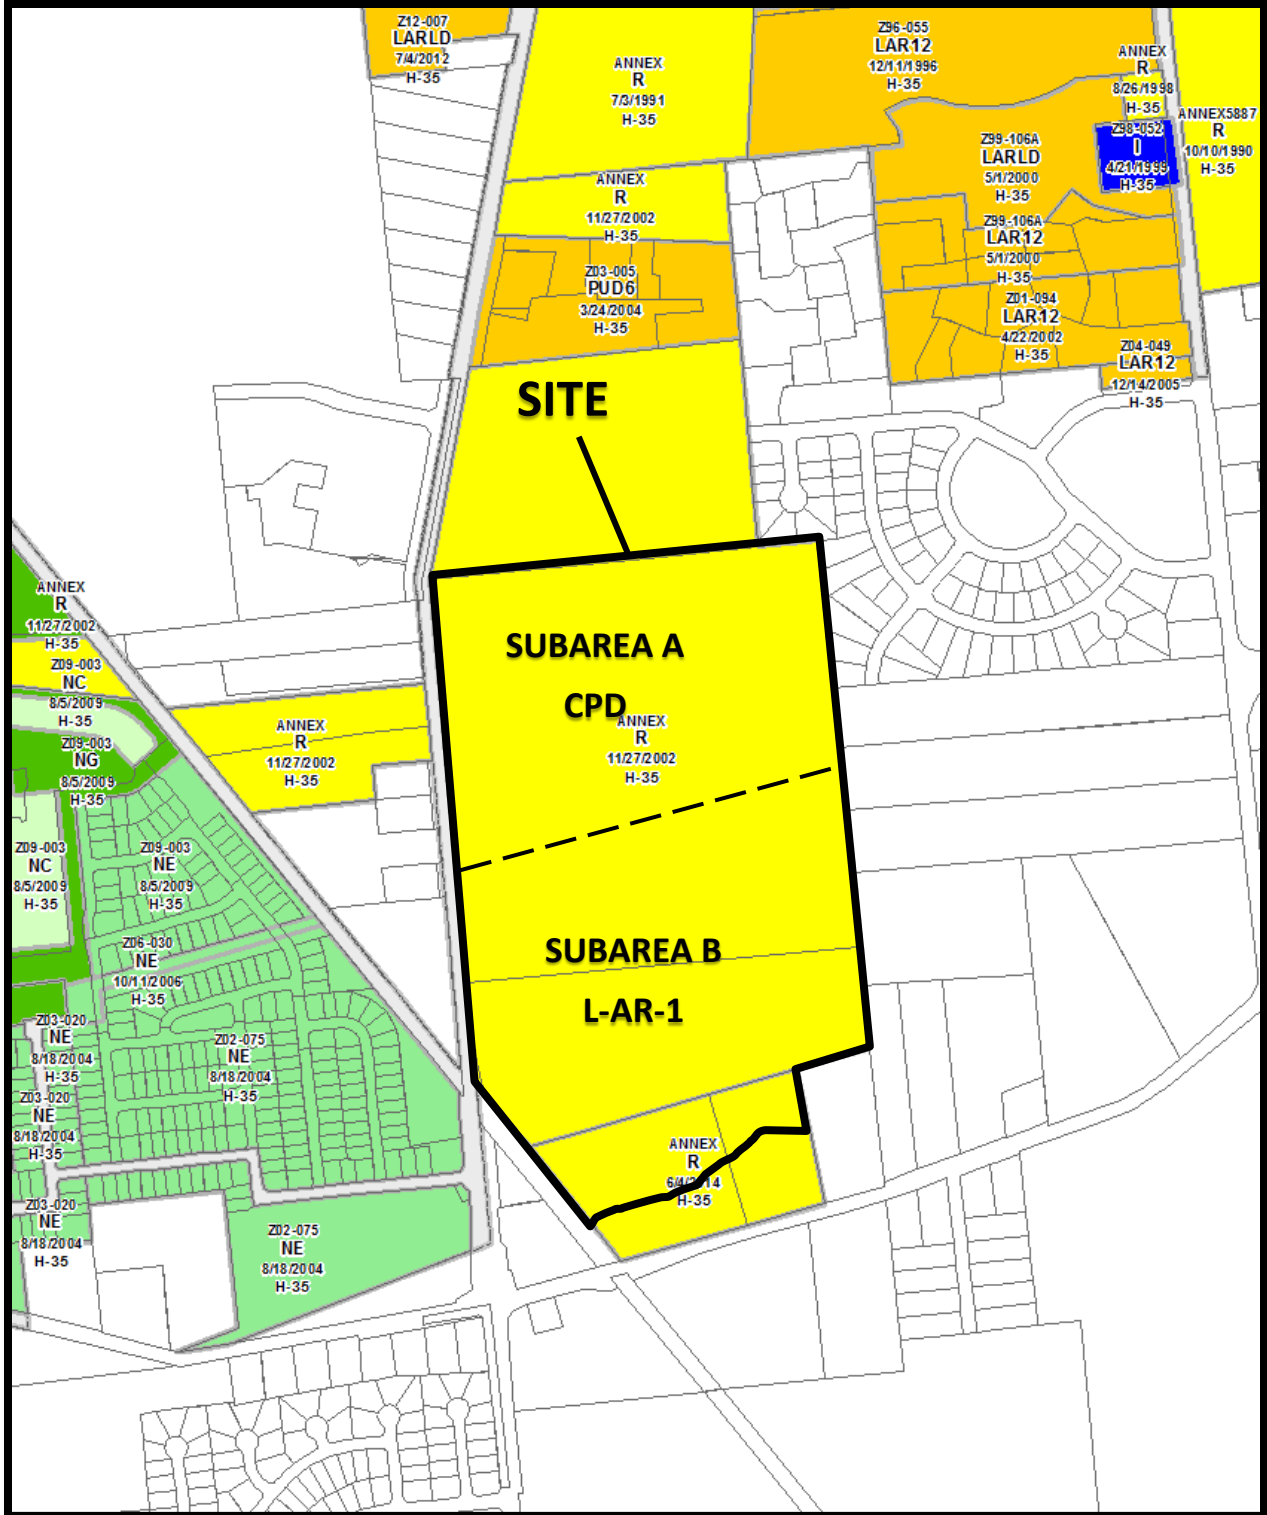 Z12-007
LARLD
7/4/2012
H-35
ANNEX
R
7/3/1991
H-35
Z96-055
LAR12
12/11/1996
H-35
ANNEX
R
8/26/1998
H-35
ANNEX5887
R
10/10/1990
H-35
Z98-052
I
4/21/1999
H-35
Z99-106A
LARLD
5/1/2000
H-35
ANNEX
R
11/27/2002
H-35
Z99-106A
LAR12
5/1/2000
H-35
Z03-005
PUD6
3/24/2004
H-35
Z01-094
LAR12
4/22/2002
H-35
Z04-049
LAR12
12/14/2005
H-35
SITE
ANNEX
R
11/27/2002
H-35
SUBAREA A
CPD
ANNEX
R
11/27/2002
H-35
Z09-003
NC
8/5/2009
H-35
ANNEX
R
11/27/2002
H-35
Z09-003
NG
8/5/2009
H-35
Z09-003
NC
8/5/2009
H-35
Z09-003
NE
8/5/2009
H-35
SUBAREA B
L-AR-1
Z06-030
NE
10/11/2006
H-35
Z03-020
NE
8/18/2004
H-35
Z02-075
NE
8/18/2004
H-35
Z03-020
NE
8/18/2004
H-35
ANNEX
R
H-35
Z03-020
NE
8/18/2004
H-35
Z02-075
NE
8/18/2004
H-35